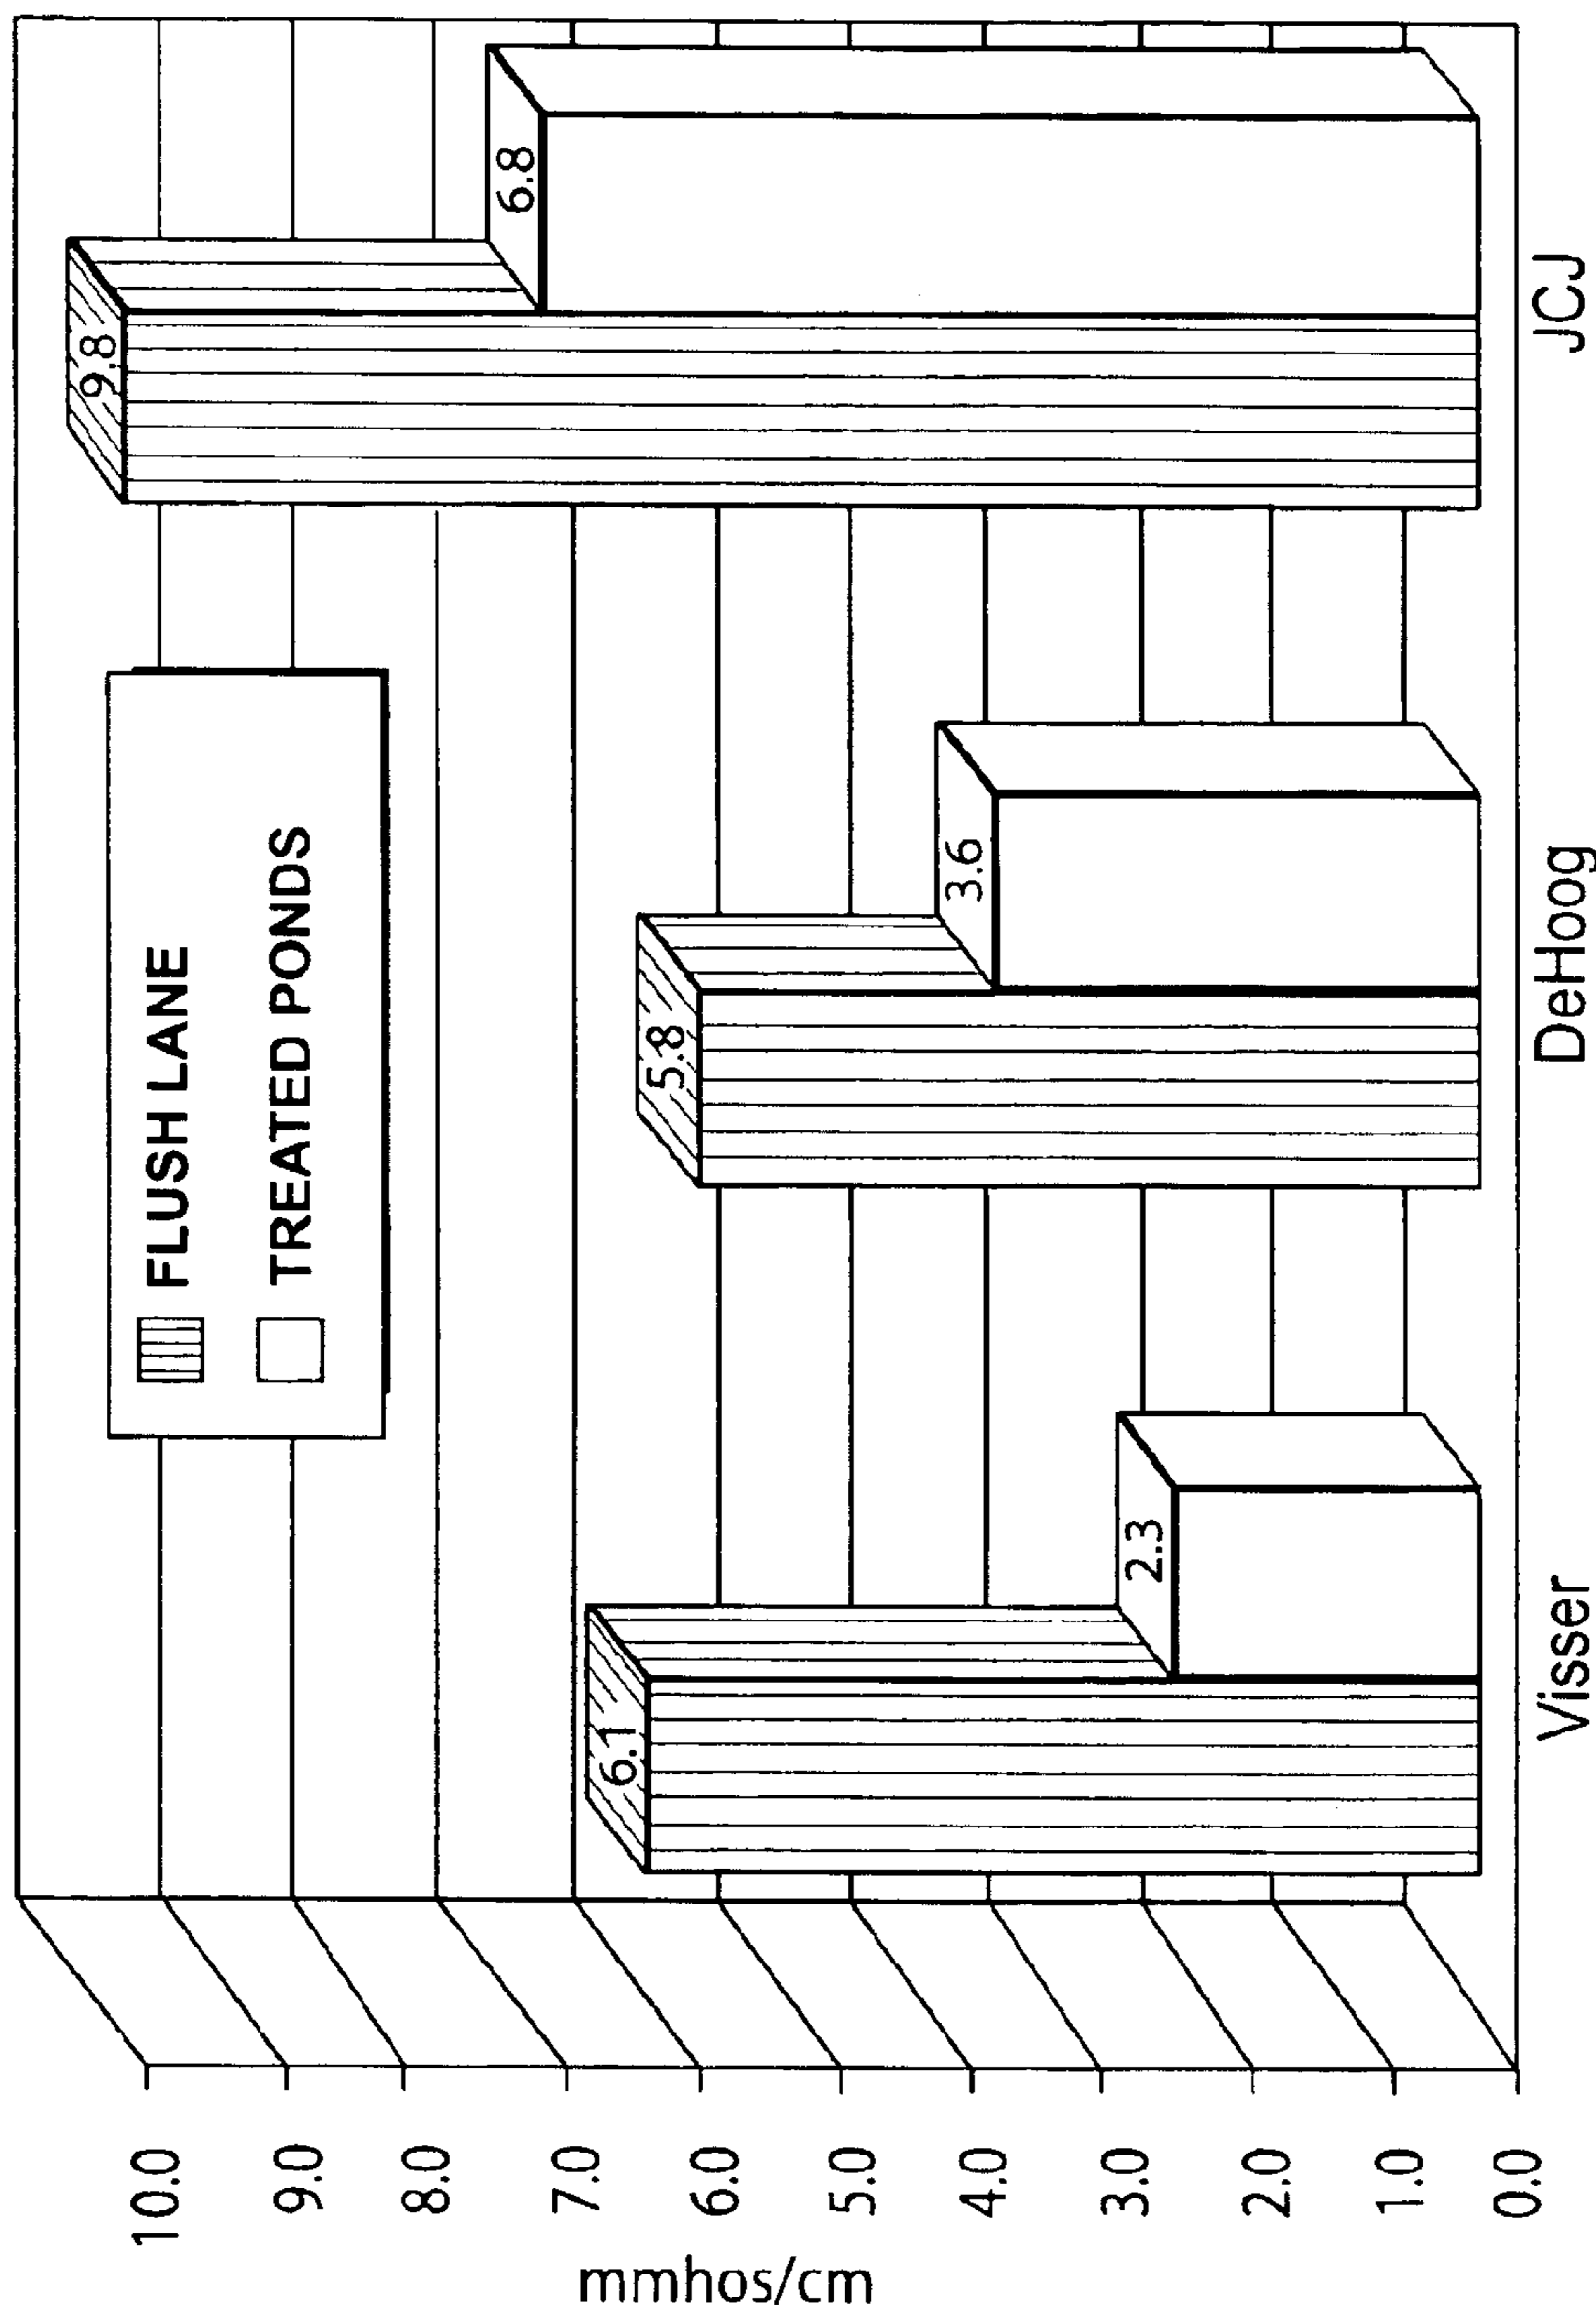 FLUSH LANE
TREATED PONDS
10.0
9.0
8.0
7.0
6.0
5.0
4.0
3.0
2.0
1.0
0.0
mmhos/cm
6.1
2.3
5.8
3.6
9.8
6.8
Visser
DeHoog
JCJ